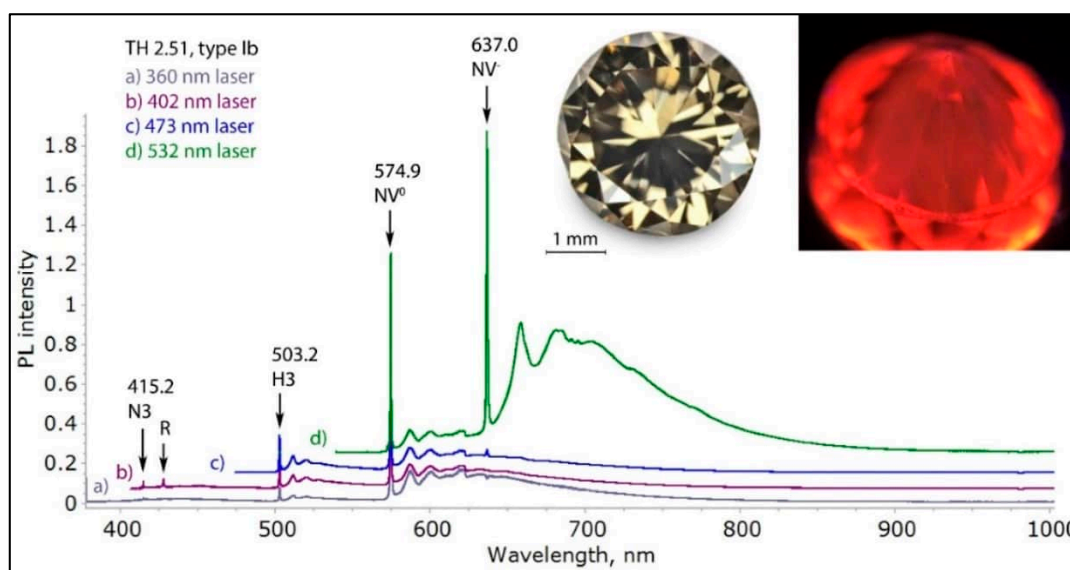 TH 2.51, type Ib
a) 360 nm laser
b) 402 nm laser
c) 473 nm laser
d) 532 nm laser
637.0
NV⁻
574.9
NV⁰
1 mm
503.2
H3
415.2
N3
R
a)
b)
c)
d)
PL intensity
1.8
1.6
1.4
1.2
1
0.8
0.6
0.4
0.2
0
400
500
600
700
800
900
1000
Wavelength, nm